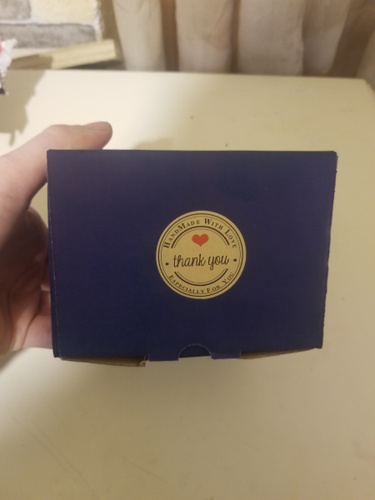 HandMade With Love
thank you
Especially For You